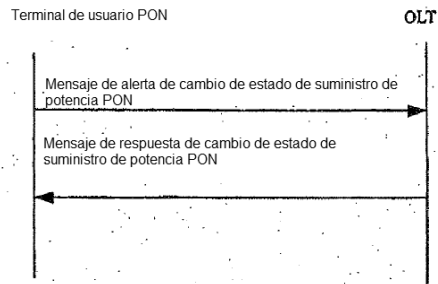 Terminal de usuario PON
OLT
Mensaje de alerta de cambio de estado de suministro de
potencia PON
Mensaje de respuesta de cambio de estado de
suministro de potencia PON